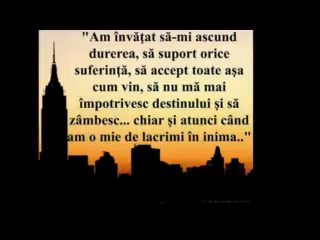 "Am învățat să-mi ascund
durerea, să suport orice
suferință, să accept toate așa
cum vin, să nu mă mai
împotrivesc destinului și să
zâmbesc... chiar și atunci când
am o mie de lacrimi în inima.."